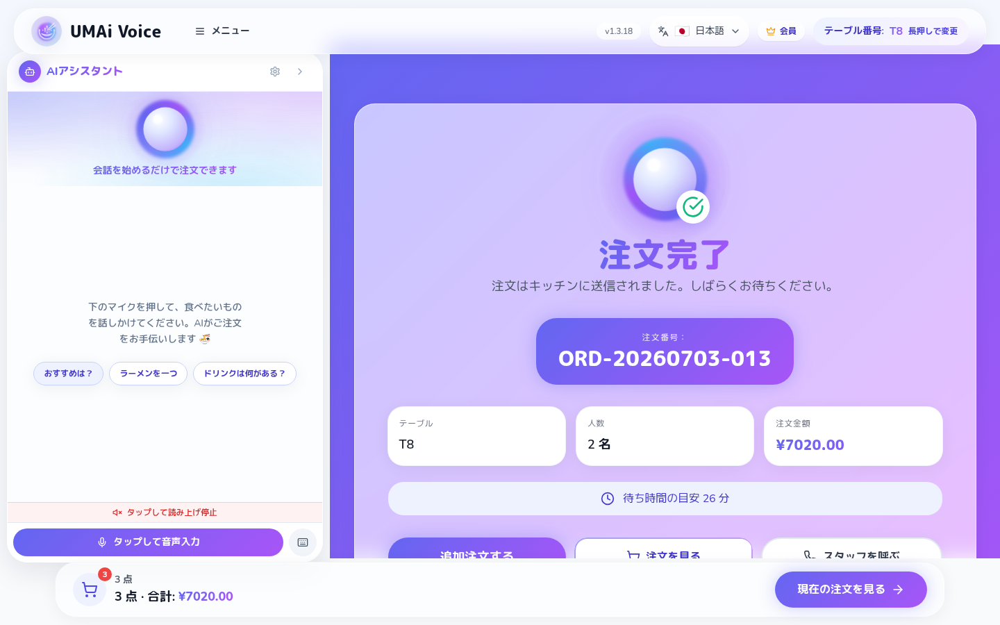 UMAi Voice
メニュー
v1.3.18
日本語
会員
テーブル番号: T8 長押しで変更
AIアシスタント
会話を始めるだけで注文できます
下のマイクを押して、食べたいもの
を話しかけてください。AIがご注文
をお手伝いします
おすすめは？
ラーメンを一つ
ドリンクは何がある？
タップして読み上げ停止
タップして音声入力
注文完了
注文はキッチンに送信されました。しばらくお待ちください。
注文番号：
ORD-20260703-013
テーブル
T8
人数
2 名
注文金額
¥7020.00
待ち時間の目安 26 分
追加注文する
注文を見る
スタッフを呼ぶ
3
3 点
3 点 · 合計: ¥7020.00
現在の注文を見る